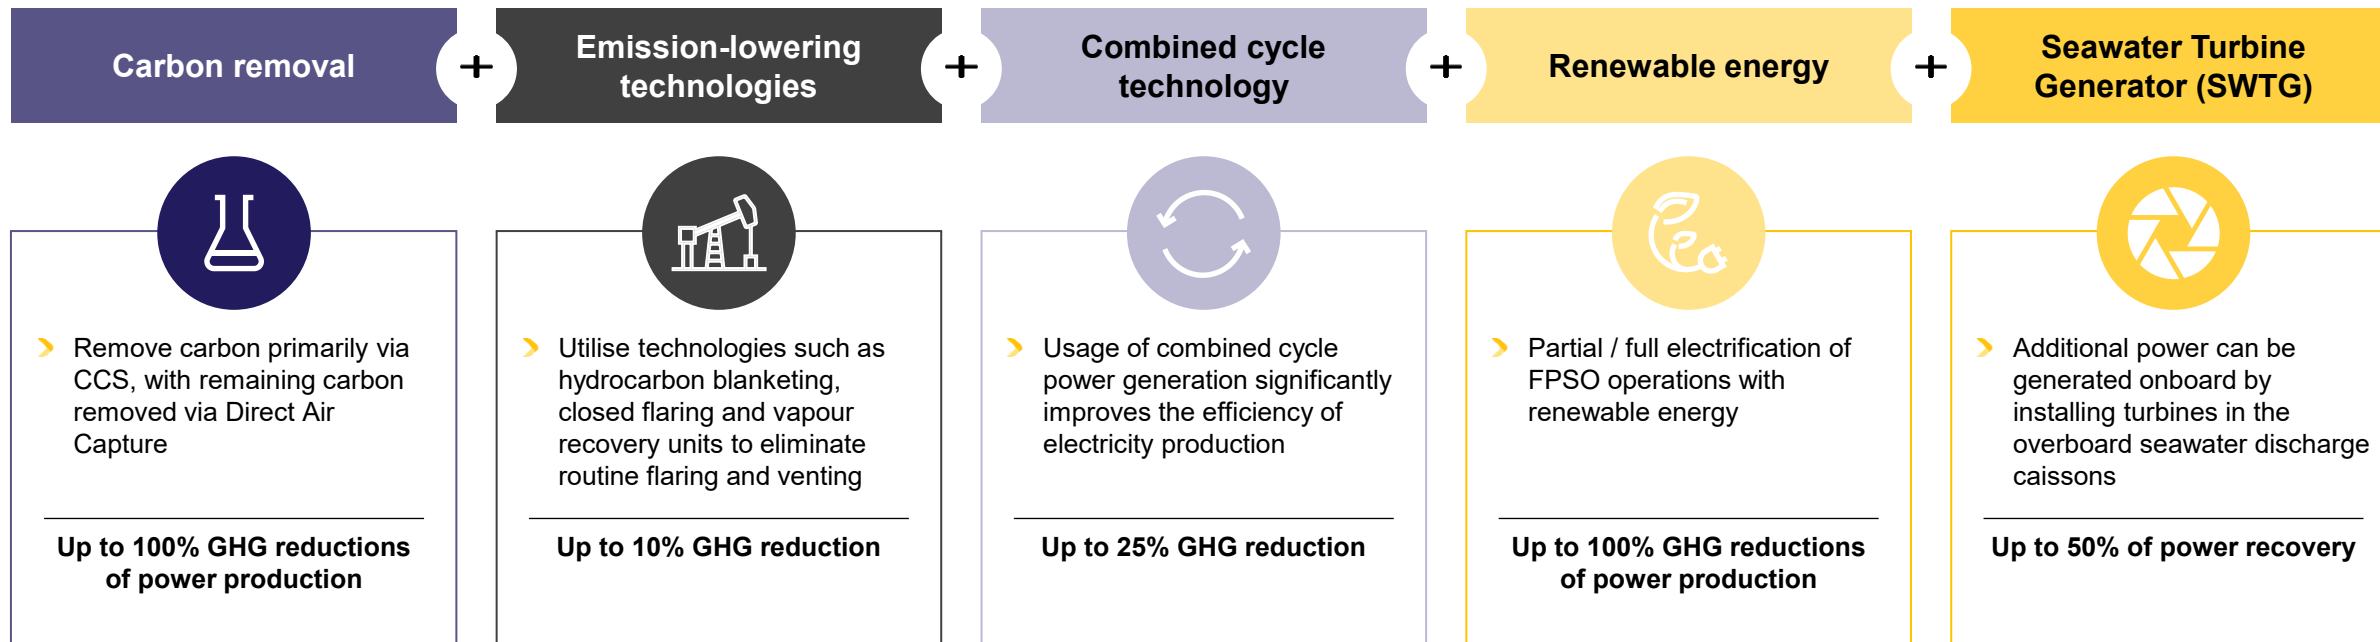 Carbon removal
+
Emission-lowering
technologies
+
Combined cycle
technology
+
Renewable energy
+
Seawater Turbine
Generator (SWTG)
Remove carbon primarily via
CCS, with remaining carbon
removed via Direct Air
Capture
Up to 100% GHG reductions
of power production
Utilise technologies such as
hydrocarbon blanketing,
closed flaring and vapour
recovery units to eliminate
routine flaring and venting
Up to 10% GHG reduction
Usage of combined cycle
power generation significantly
improves the efficiency of
electricity production
Up to 25% GHG reduction
Partial / full electrification of
FPSO operations with
renewable energy
Up to 100% GHG reductions
of power production
Additional power can be
generated onboard by
installing turbines in the
overboard seawater discharge
caissons
Up to 50% of power recovery